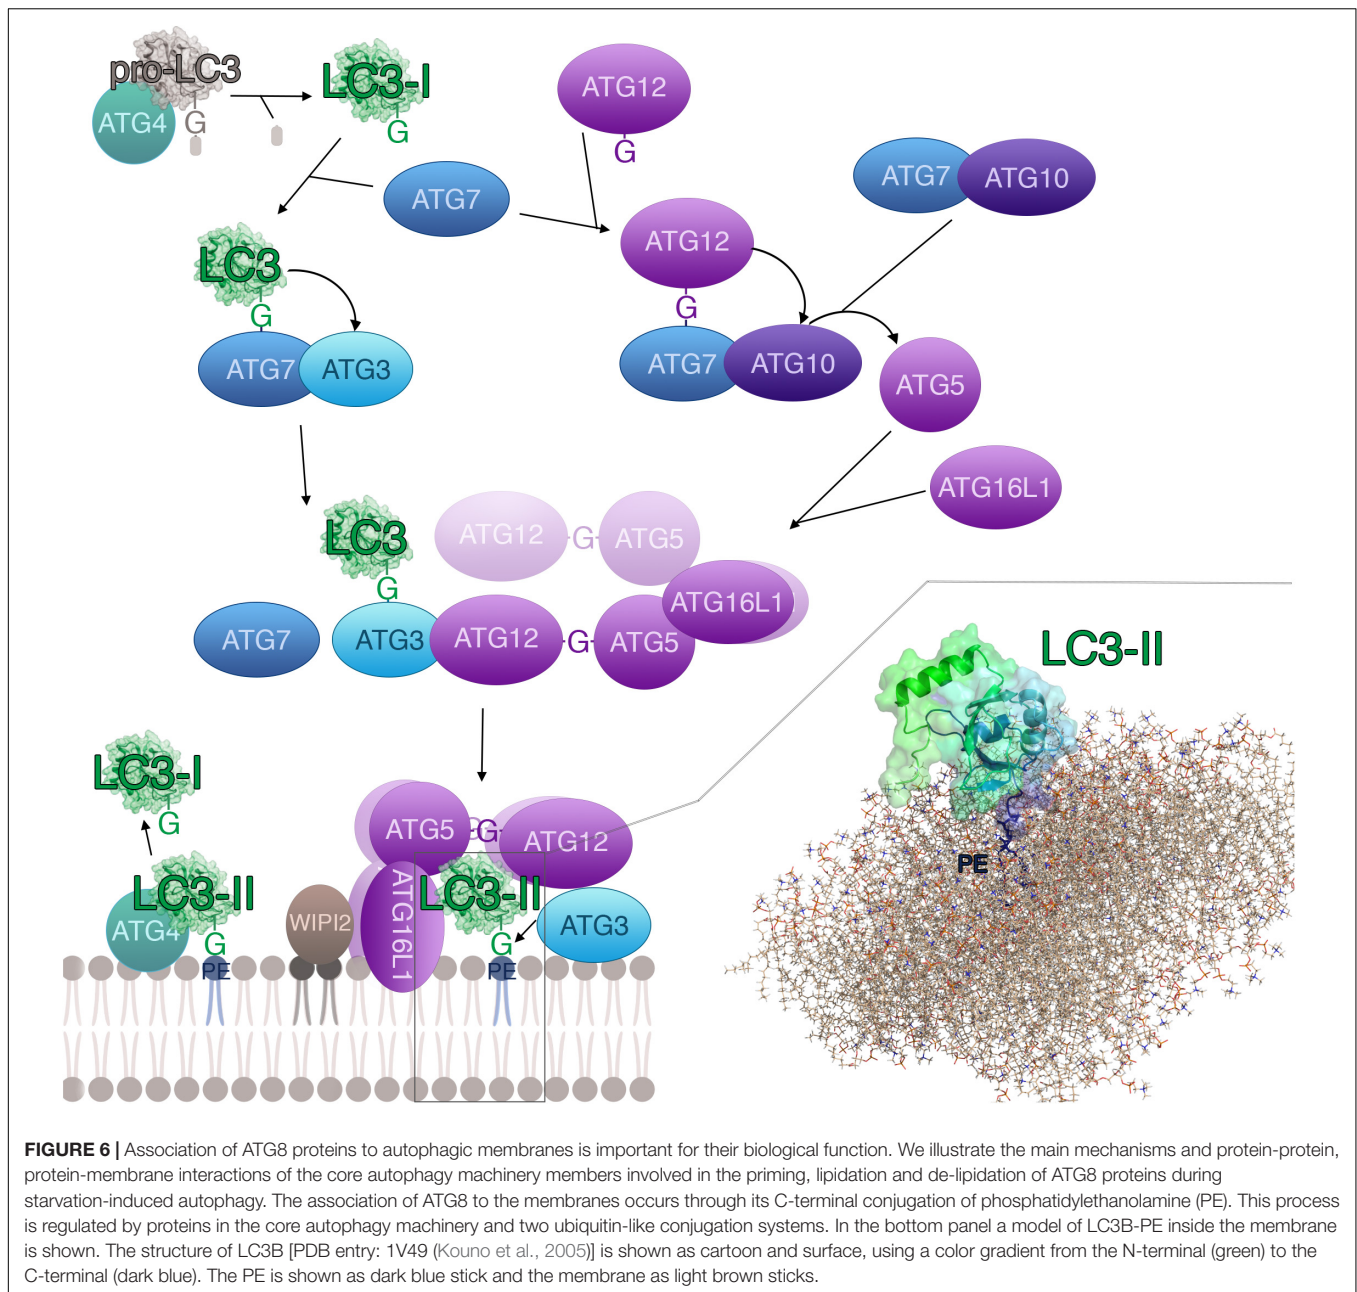 pro-LC3
ATG4
G
LC3-I
G
ATG12
G
ATG7
ATG7
ATG10
LC3
G
ATG7
ATG3
ATG12
G
ATG7
ATG10
ATG5
ATG16L1
LC3
G
ATG12
G
ATG5
ATG16L1
ATG7
ATG3
ATG12
G
ATG5
LC3-II
PE
LC3-I
G
ATG5
G
G
ATG12
LC3-II
ATG4
G
PE
WIPI2
ATG16L1
LC3-II
G
PE
ATG3
FIGURE 6 | Association of ATG8 proteins to autophagic membranes is important for their biological function. We illustrate the main mechanisms and protein-protein,
protein-membrane interactions of the core autophagy machinery members involved in the priming, lipidation and de-lipidation of ATG8 proteins during
starvation-induced autophagy. The association of ATG8 to the membranes occurs through its C-terminal conjugation of phosphatidylethanolamine (PE). This process
is regulated by proteins in the core autophagy machinery and two ubiquitin-like conjugation systems. In the bottom panel a model of LC3B-PE inside the membrane
is shown. The structure of LC3B [PDB entry: 1V49 (Kouno et al., 2005)] is shown as cartoon and surface, using a color gradient from the N-terminal (green) to the
C-terminal (dark blue). The PE is shown as dark blue stick and the membrane as light brown sticks.